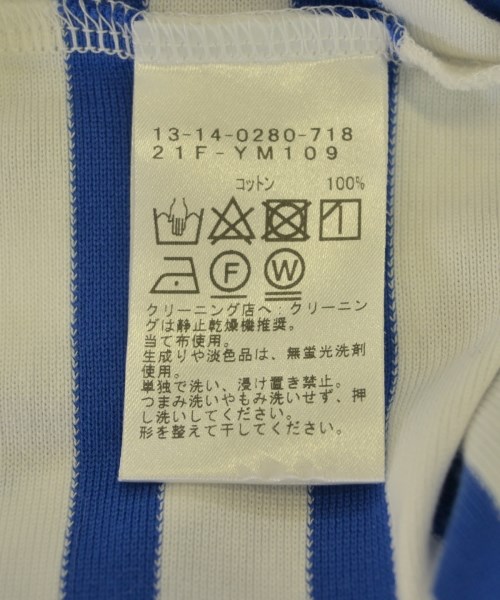 13-14-0280-718
21F-YM109
コットン 100%
F W
クリーニング店へ:クリーニン
グは静止乾燥機推奨。
当て布使用。
生成りや淡色品は、無蛍光洗剤
使用。
単独で洗い、浸け置き禁止。
つまみ洗いやもみ洗いせず、押
し洗いしてください。
形を整えて干してください。